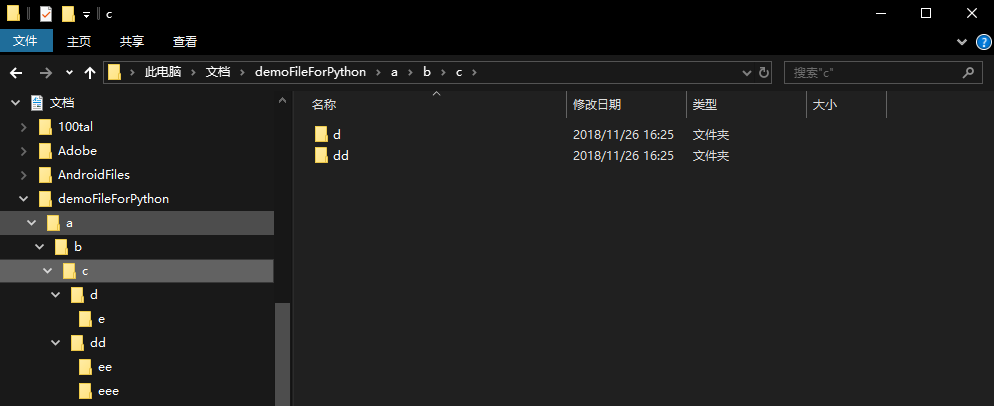 c
文件 主页 共享 查看
此电脑 文档 demoFileForPython a b c 搜索"c"
文档
100tal
Adobe
AndroidFiles
demoFileForPython
a
b
c
d
e
dd
ee
eee
名称 修改日期 类型 大小
d 2018/11/26 16:25 文件夹
dd 2018/11/26 16:25 文件夹